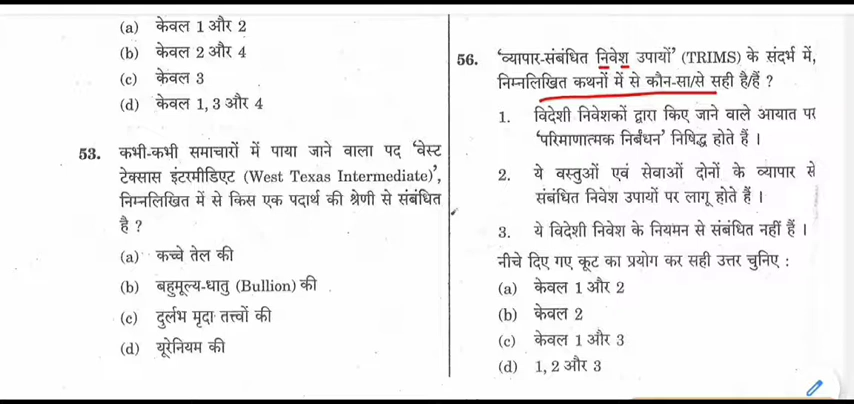 (a) केवल 1 और 2
(b) केवल 2 और 4
(c) केवल 3
(d) केवल 1, 3 और 4
53. कभी-कभी समाचारों में पाया जाने वाला पद 'वेस्ट
टेक्सास इंटरमीडिएट (West Texas Intermediate)',
निम्नलिखित में से किस एक पदार्थ की श्रेणी से संबंधित
है ?
(a) कच्चे तेल की
(b) बहुमूल्य-धातु (Bullion) की
(c) दुर्लभ मृदा तत्त्वों की
(d) यूरेनियम की
56. 'व्यापार-संबंधित निवेश उपायों' (TRIMS) के संदर्भ में,
निम्नलिखित कथनों में से कौन-सा/से सही है/हैं ?
1. विदेशी निवेशकों द्वारा किए जाने वाले आयात पर
'परिमाणात्मक निर्बंधन' निषिद्ध होते हैं ।
2. ये वस्तुओं एवं सेवाओं दोनों के व्यापार से
संबंधित निवेश उपायों पर लागू होते हैं ।
3. ये विदेशी निवेश के नियमन से संबंधित नहीं हैं ।
नीचे दिए गए कूट का प्रयोग कर सही उत्तर चुनिए :
(a) केवल 1 और 2
(b) केवल 2
(c) केवल 1 और 3
(d) 1, 2 और 3